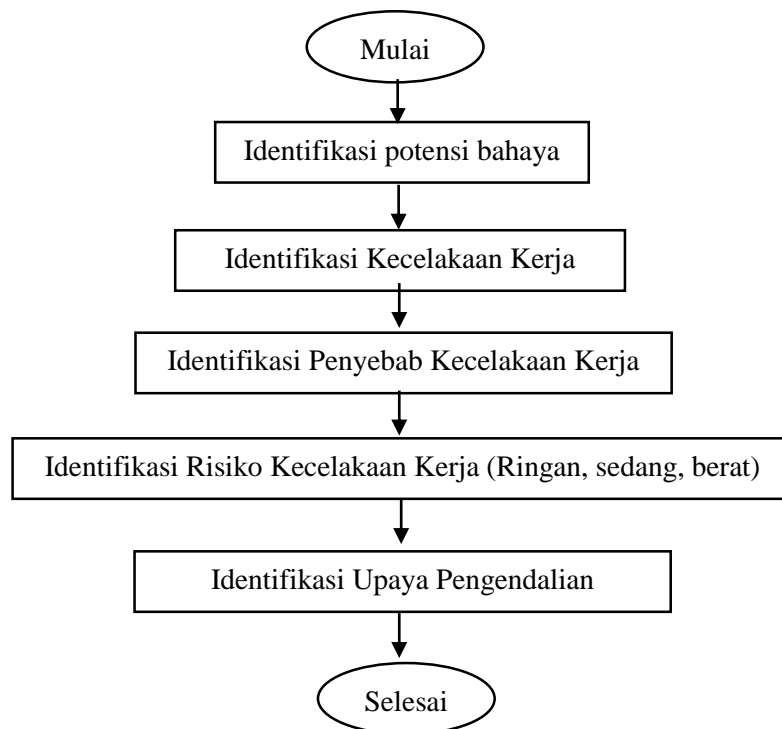 Mulai
Identifikasi potensi bahaya
Identifikasi Kecelakaan Kerja
Identifikasi Penyebab Kecelakaan Kerja
Identifikasi Risiko Kecelakaan Kerja (Ringan, sedang, berat)
Identifikasi Upaya Pengendalian
Selesai